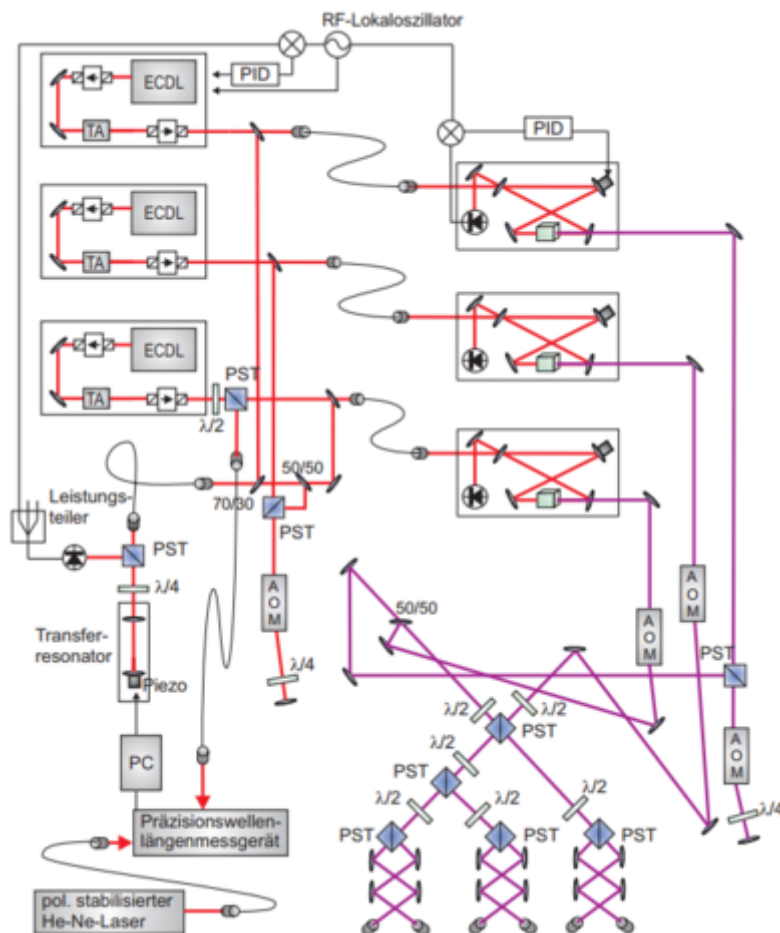 RF-Lokaloszillator
ECDL
PID
TA
PID
ECDL
TA
ECDL
PST
TA
λ/2
50/50
70/30
Leistungs-
teiler
PST
PST
λ/4
AOM
Transfer-
resonator
λ/4
Piezo
50/50
AOM
AOM
PST
λ/2
λ/2
PST
AOM
PC
λ/2
PST
λ/2
λ/2
λ/2
λ/4
PST
PST
PST
Präzisionswellen-
längenmessgerät
pol. stabilisierter
He-Ne-Laser